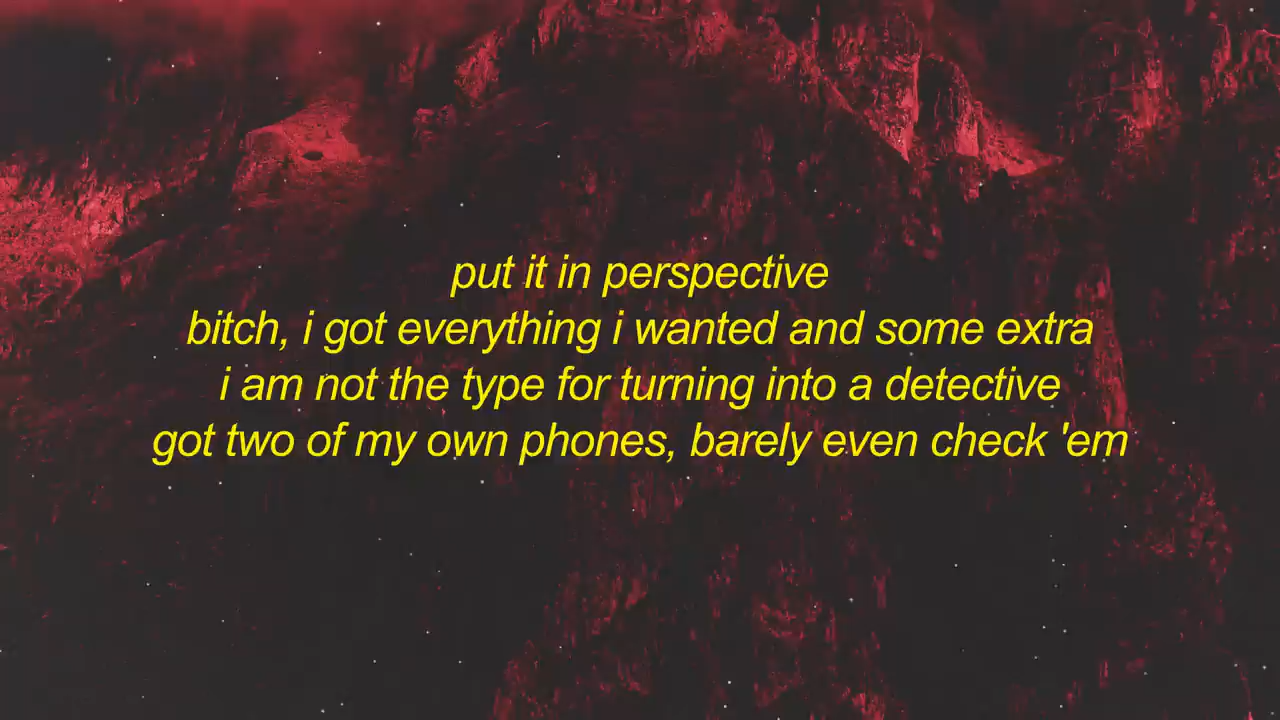 put it in perspective
bitch, i got everything i wanted and some extra
i am not the type for turning into a detective
got two of my own phones, barely even check 'em